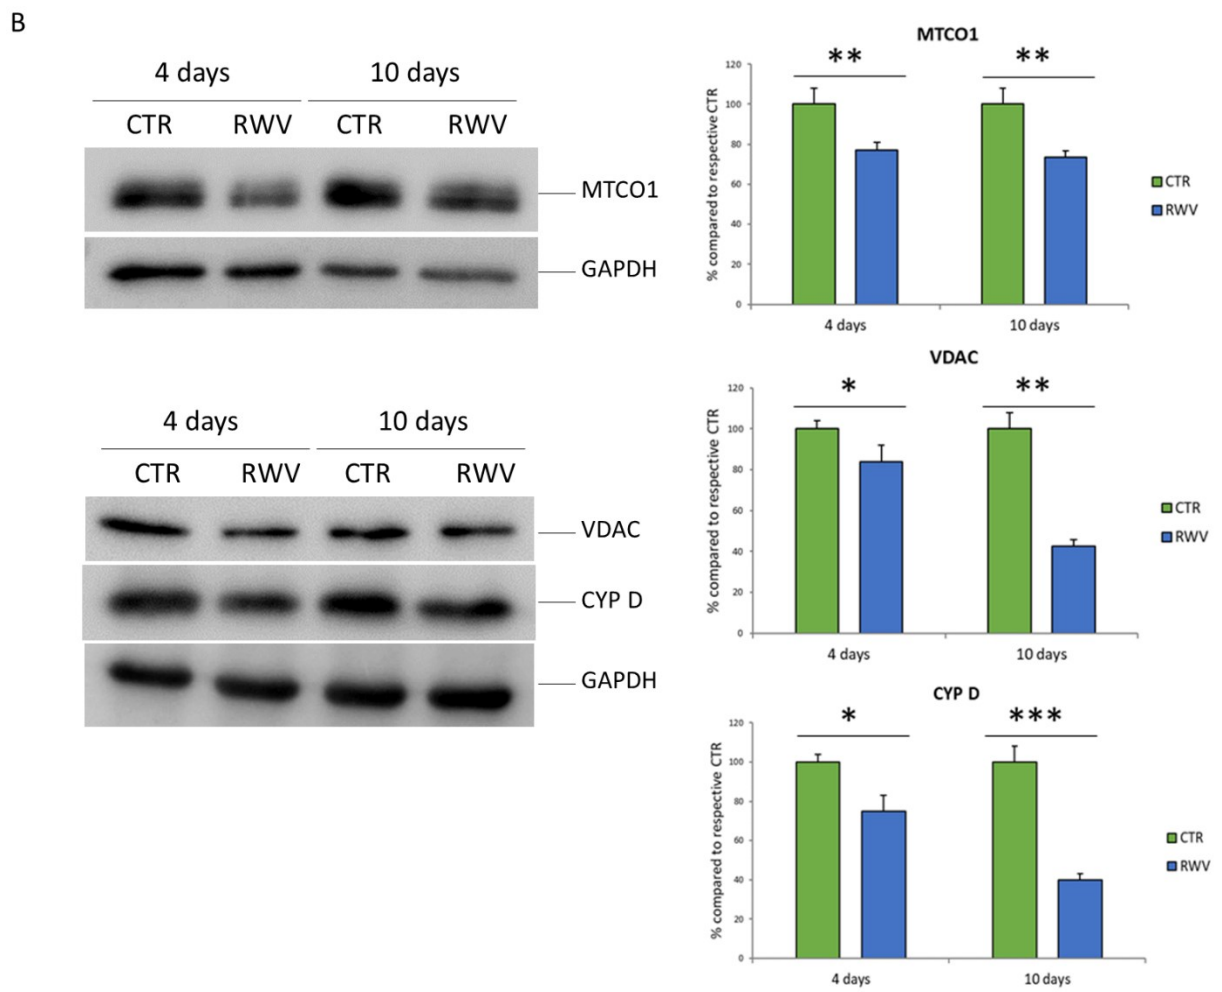 B
4 days 10 days
CTR RWV CTR RWV
MTCO1
GAPDH
4 days 10 days
CTR RWV CTR RWV
VDAC
CYP D
GAPDH
MTCO1
** **
% compared to respective CTR
120
100
80
60
40
20
0
4 days 10 days
CTR
RWV
VDAC
* **
% compared to respective CTR
120
100
80
60
40
20
0
4 days 10 days
CTR
RWV
CYP D
* ***
% compared to respective CTR
120
100
80
60
40
20
0
4 days 10 days
CTR
RWV